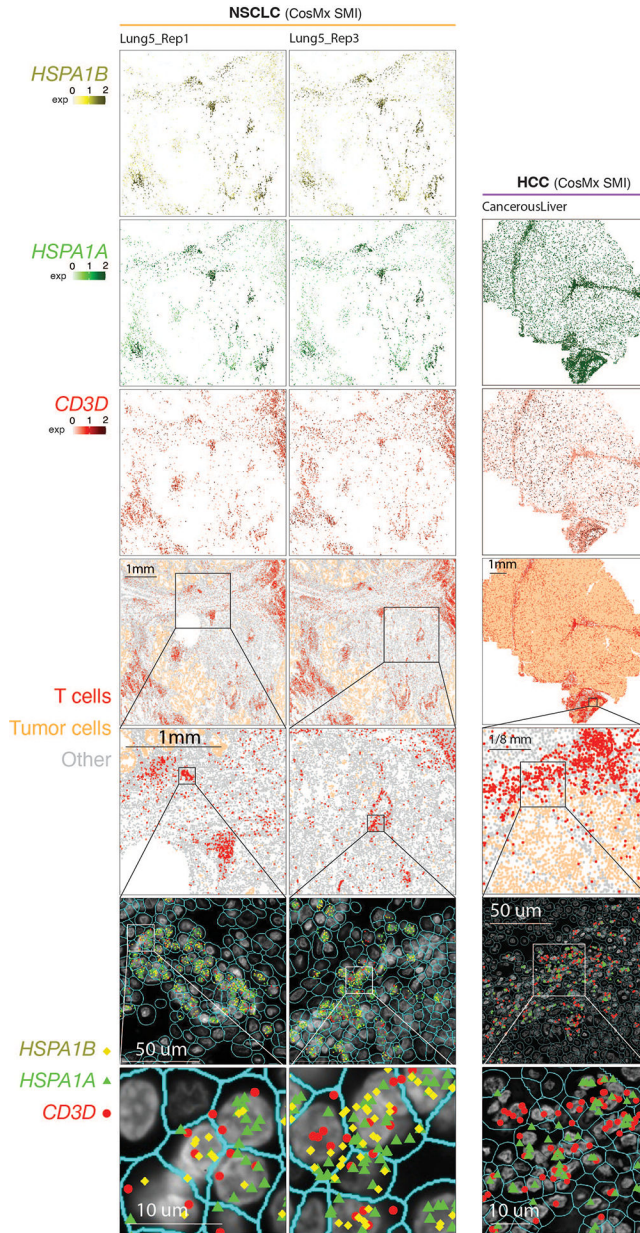 NSCLC (CosMx SMI)
Lung5_Rep1 Lung5_Rep3
HSPA1B
exp 0 1 2
HCC (CosMx SMI)
CancerousLiver
HSPA1A
exp 0 1 2
CD3D
exp 0 1 2
1mm 1mm
T cells
Tumor cells
Other
1mm 1/8 mm
50 um
50 um
HSPA1B
HSPA1A
CD3D
10 um 10 um